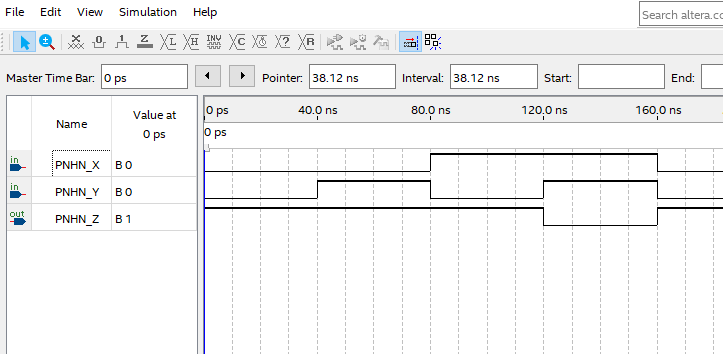 File Edit View Simulation Help
Search altera.co
Master Time Bar: 0 ps Pointer: 38.12 ns Interval: 38.12 ns Start: End:
Name Value at 0 ps
0 ps 40.0 ns 80.0 ns 120.0 ns 160.0 ns
0 ps
in PNHN_X B 0
in PNHN_Y B 0
out PNHN_Z B 1